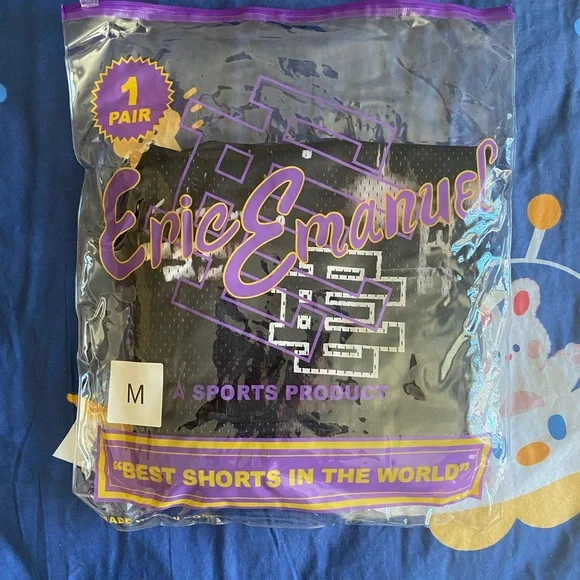 1
PAIR
Eric Emanuel
M
A SPORTS PRODUCT
"BEST SHORTS IN THE WORLD"